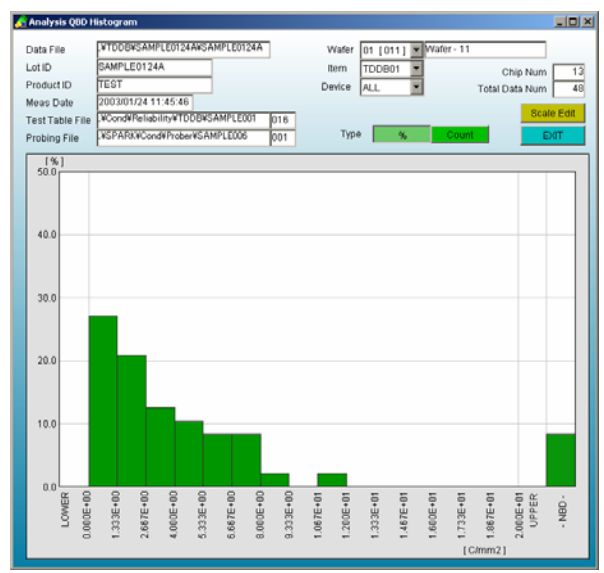 Analysis QBD Histogram
Data File .¥TDDB¥SAMPLE0124A¥SAMPLE0124A Wafer 01 [011] Wafer - 11
Lot ID SAMPLE0124A Item TDDB01 Chip Num 13
Product ID TEST Device ALL Total Data Num 48
Meas Date 2003/01/24 11:45:46
Test Table File .¥Cond¥Reliability¥TDDB¥SAMPLE001 016 Scale Edit
Probing File .¥SPARK¥Cond¥Prober¥SAMPLE006 001 Type % Count EXIT
[%]
50.0
40.0
30.0
20.0
10.0
0.0
LOWER 0.000E+00 1.333E+00 2.667E+00 4.000E+00 5.333E+00 6.667E+00 8.000E+00 9.333E+00 1.067E+01 1.200E+01 1.333E+01 1.467E+01 1.600E+01 1.733E+01 1.867E+01 2.000E+01 UPPER - NBD -
[C/mm2]